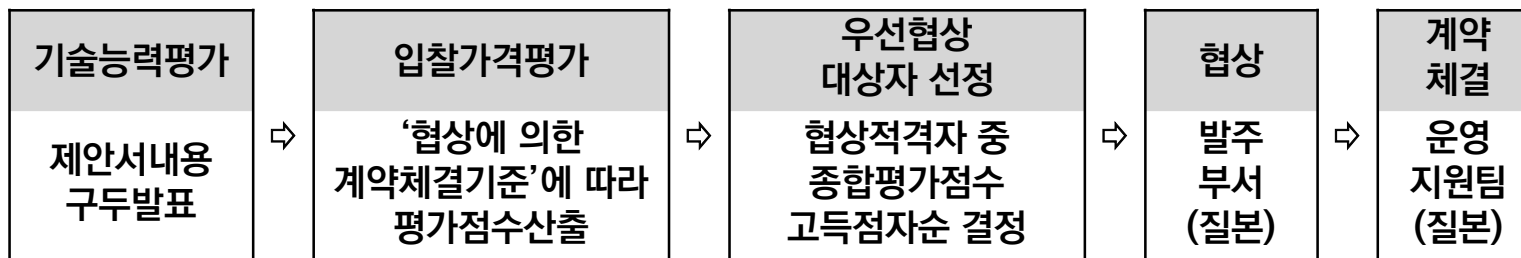 기술능력평가
제안서내용
구두발표
⇨
입찰가격평가
‘협상에 의한
계약체결기준’에 따라
평가점수산출
⇨
우선협상
대상자 선정
협상적격자 중
종합평가점수
고득점자순 결정
⇨
협상
발주
부서
(질본)
⇨
계약
체결
운영
지원팀
(질본)